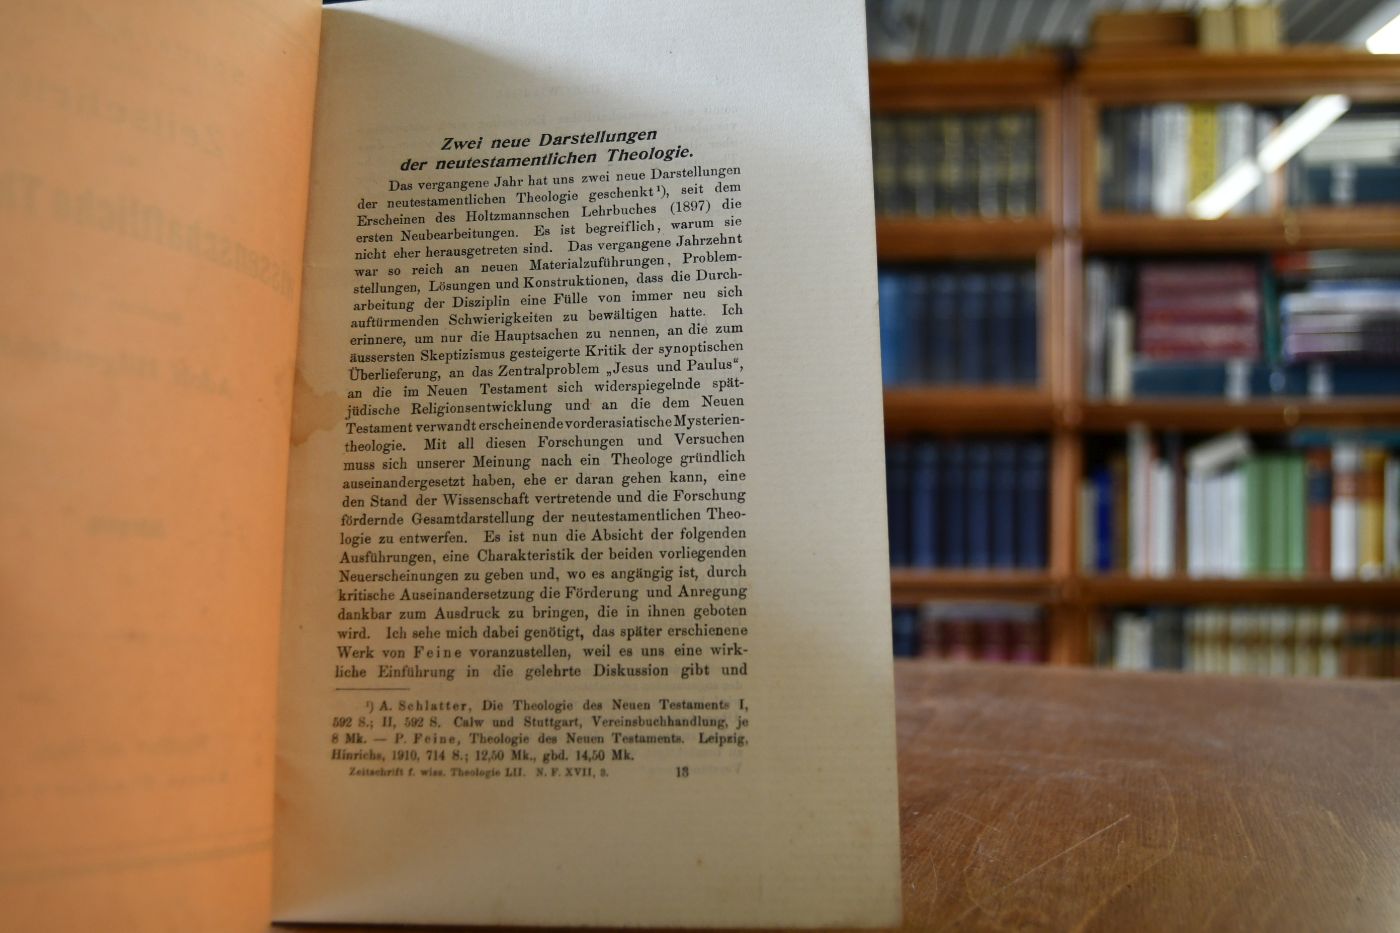 Zwei neue Darstellungen
der neutestamentlichen Theologie.
Das vergangene Jahr hat uns zwei neue Darstellungen
der neutestamentlichen Theologie geschenkt¹), seit dem
Erscheinen des Holtzmannschen Lehrbuches (1897) die
ersten Neubearbeitungen. Es ist begreiflich, warum sie
nicht eher herausgetreten sind. Das vergangene Jahrzehnt
war so reich an neuen Materialzuführungen, Problem-
stellungen, Lösungen und Konstruktionen, dass die Durch-
arbeitung der Disziplin eine Fülle von immer neu sich
auftürmenden Schwierigkeiten zu bewältigen hatte. Ich
erinnere, um nur die Hauptsachen zu nennen, an die zum
äussersten Skeptizismus gesteigerte Kritik der synoptischen
Überlieferung, an das Zentralproblem „Jesus und Paulus“,
an die im Neuen Testament sich widerspiegelnde spät-
jüdische Religionsentwicklung und an die dem Neuen
Testament verwandt erscheinende vorderasiatische Mysterien-
theologie. Mit all diesen Forschungen und Versuchen
muss sich unserer Meinung nach ein Theologe gründlich
auseinandergesetzt haben, ehe er daran gehen kann, eine
den Stand der Wissenschaft vertretende und die Forschung
fördernde Gesamtdarstellung der neutestamentlichen Theo-
logie zu entwerfen. Es ist nun die Absicht der folgenden
Ausführungen, eine Charakteristik der beiden vorliegenden
Neuerscheinungen zu geben und, wo es angängig ist, durch
kritische Auseinandersetzung die Förderung und Anregung
dankbar zum Ausdruck zu bringen, die in ihnen geboten
wird. Ich sehe mich dabei genötigt, das später erschienene
Werk von Feine voranzustellen, weil es uns eine wirk-
liche Einführung in die gelehrte Diskussion gibt und
¹) A. Schlatter, Die Theologie des Neuen Testaments I,
592 S.; II, 592 S. Calw und Stuttgart, Vereinsbuchhandlung, je
8 Mk. — P. Feine, Theologie des Neuen Testaments. Leipzig,
Hinrichs, 1910, 714 S.; 12,50 Mk., gbd. 14,50 Mk.
Zeitschrift f. wiss. Theologie LII. N. F. XVII, 3. 13